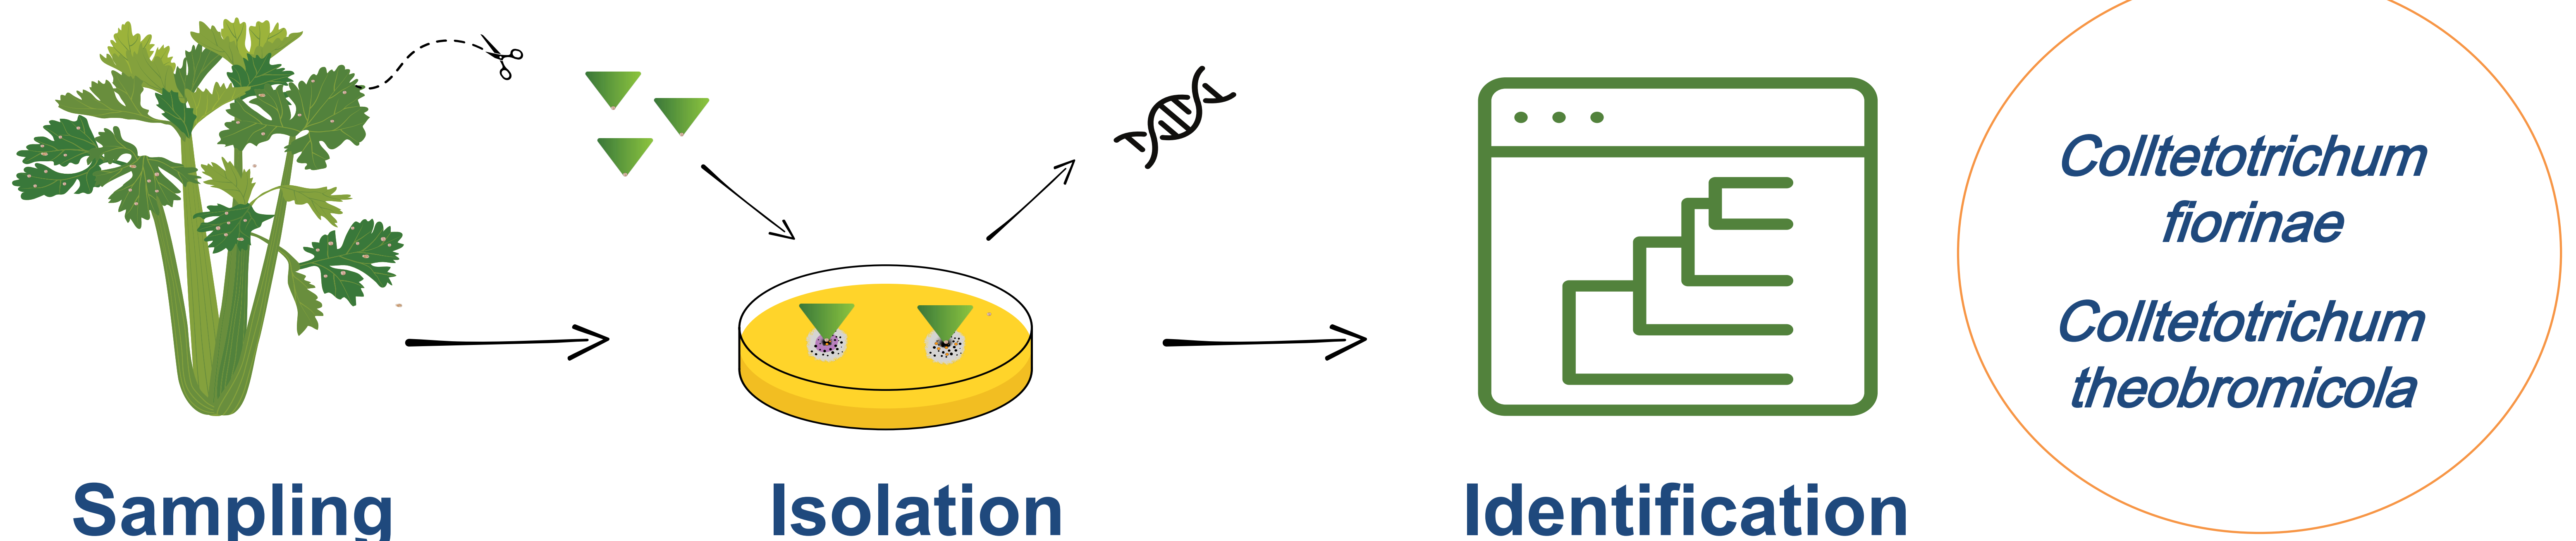 Colltetotrichum
fiorinae
Colltetotrichum
theobromicola
Sampling
Isolation
Identification